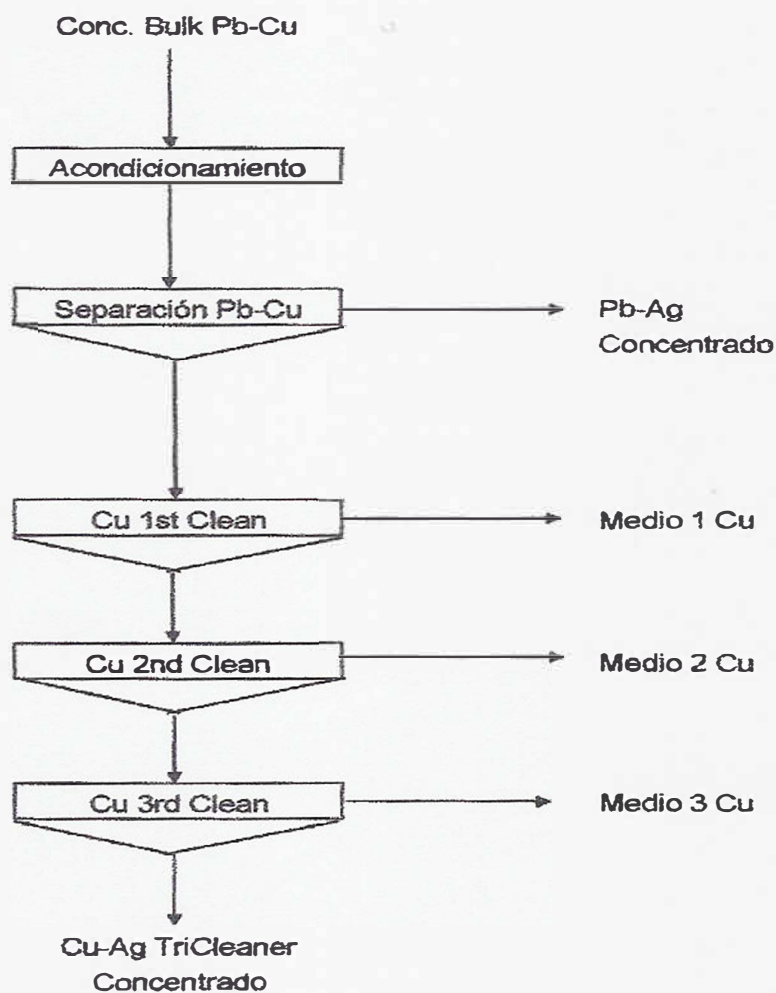 Conc. Bulk Pb-Cu
Acondicionamiento
Separación Pb-Cu
Pb-Ag
Concentrado
Cu 1st Clean
Medio 1 Cu
Cu 2nd Clean
Medio 2 Cu
Cu 3rd Clean
Medio 3 Cu
Cu-Ag TriCleaner
Concentrado